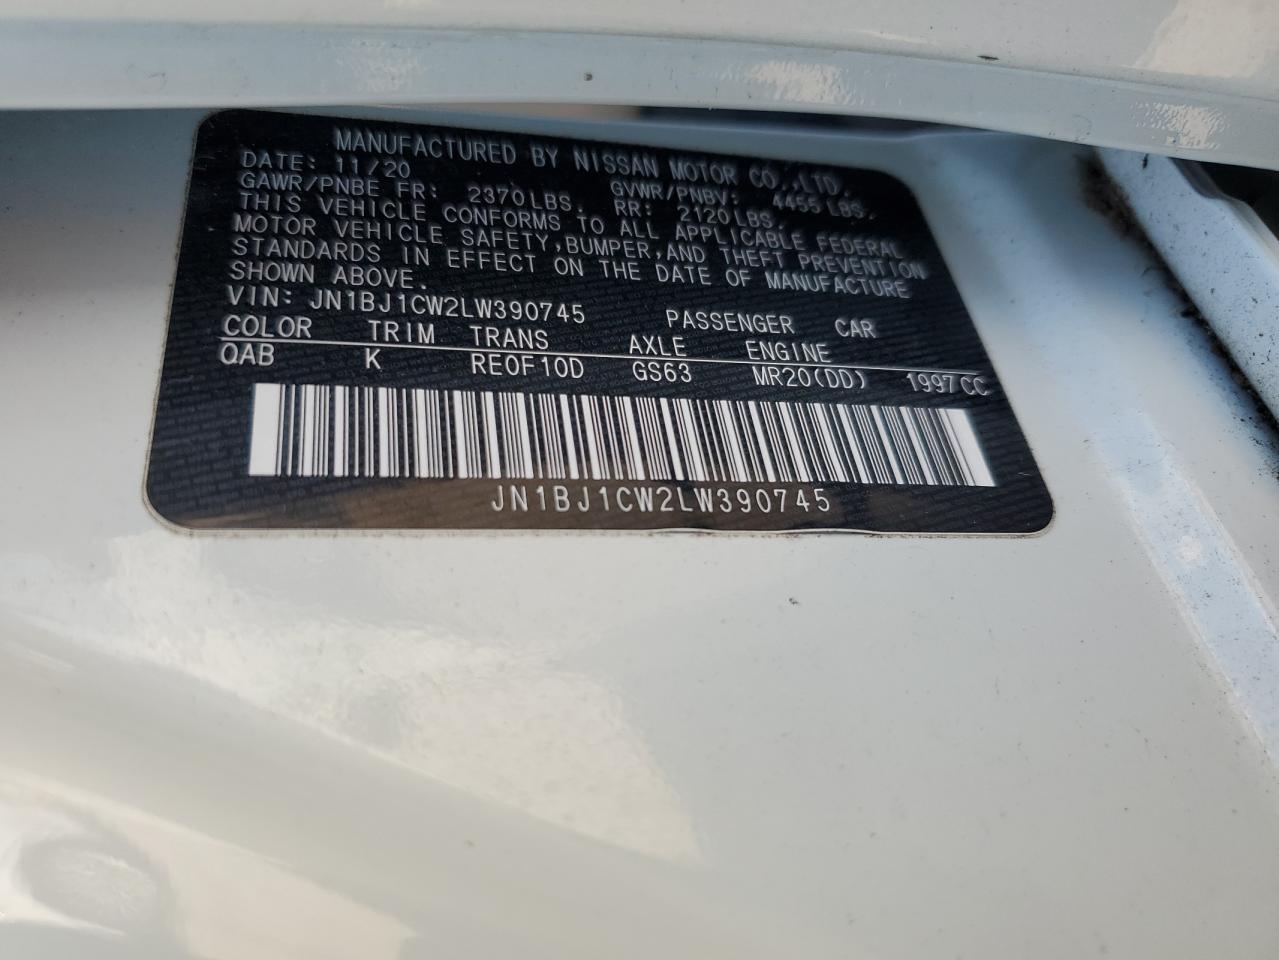 MANUFACTURED BY NISSAN MOTOR CO.,LTD.
DATE: 11/20
GAWR/PNBE FR: 2370LBS. GVWR/PNBV: 4455 LBS.
RR: 2120LBS.
THIS VEHICLE CONFORMS TO ALL APPLICABLE FEDERAL
MOTOR VEHICLE SAFETY,BUMPER,AND THEFT PREVENTION
STANDARDS IN EFFECT ON THE DATE OF MANUFACTURE
SHOWN ABOVE.
VIN: JN1BJ1CW2LW390745 PASSENGER CAR
COLOR TRIM TRANS AXLE ENGINE
QAB K RE0F10D GS63 MR20(DD) 1997CC
JN1BJ1CW2LW390745